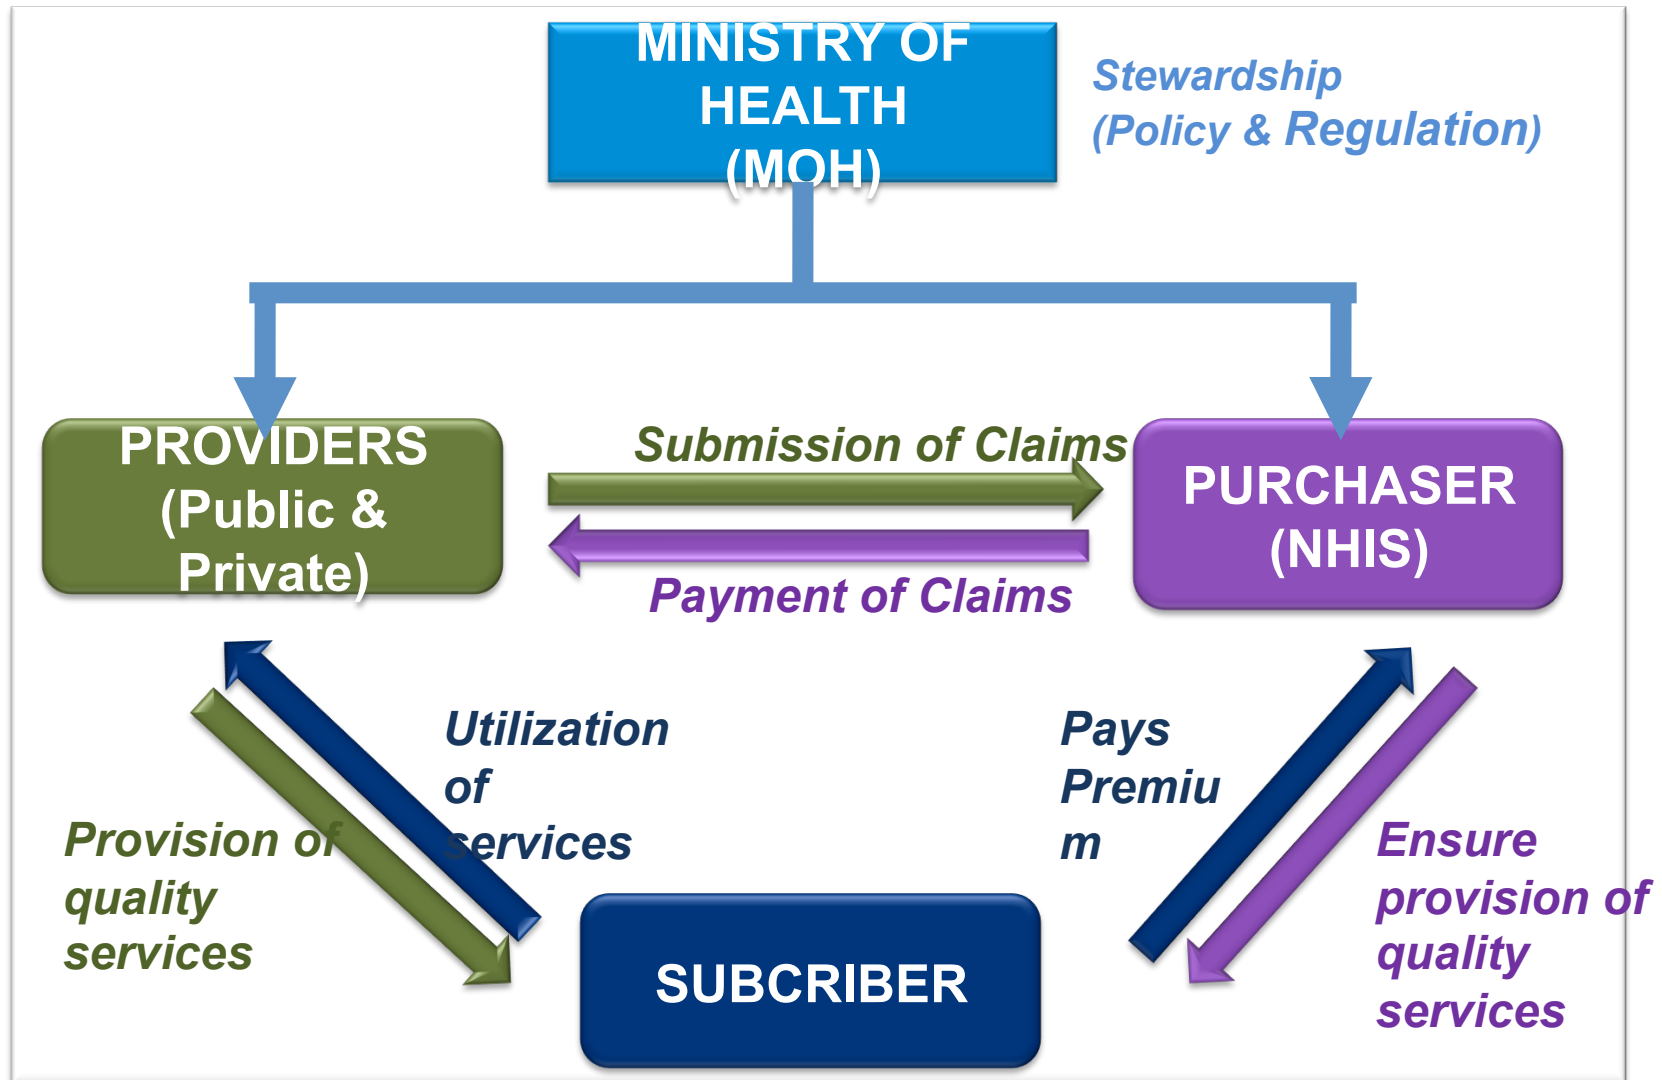 MINISTRY OF
HEALTH
(MOH)
Stewardship
(Policy & Regulation)
PROVIDERS
(Public &
Private)
Submission of Claims
Payment of Claims
PURCHASER
(NHIS)
Utilization
of
services
Pays
Premiu
m
Provision of
quality
services
Ensure
provision of
quality
services
SUBCRIBER